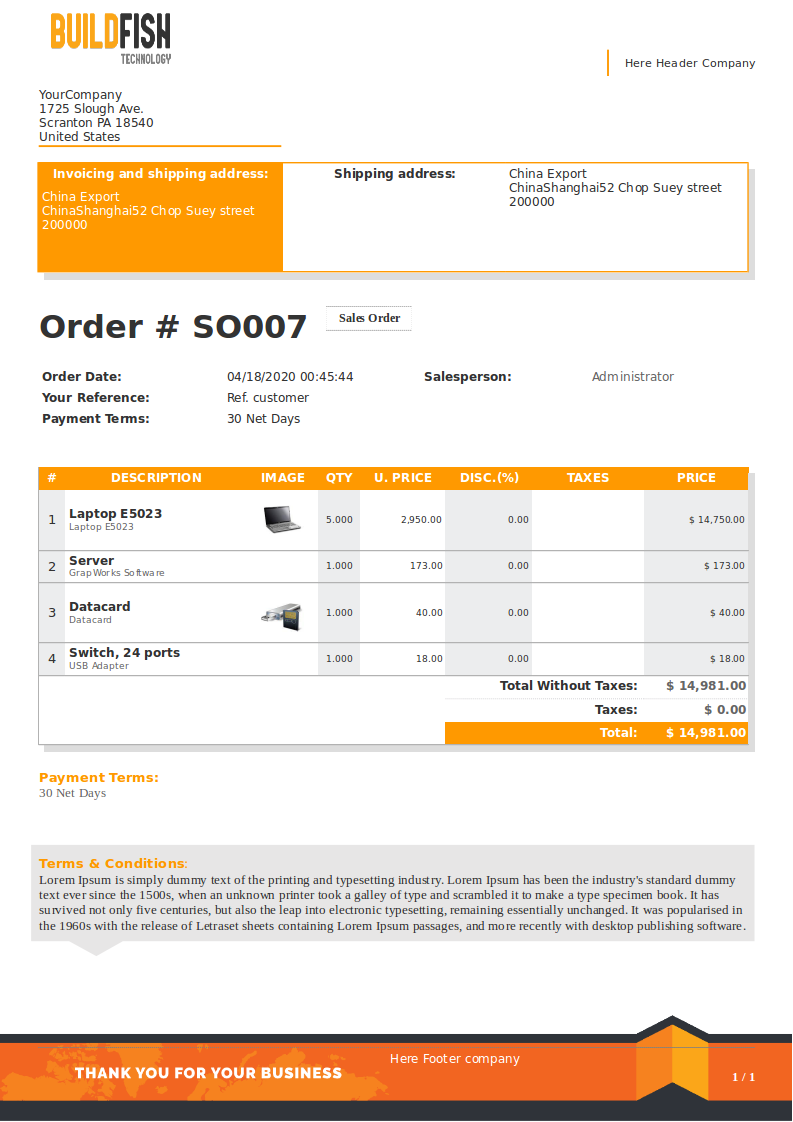 BUILDFISH
TECHNOLOGY
Here Header Company
YourCompany
1725 Slough Ave.
Scranton PA 18540
United States
Invoicing and shipping address:
China Export
ChinaShanghai52 Chop Suey street
200000
Shipping address:
China Export
ChinaShanghai52 Chop Suey street
200000
Order # SO007
Sales Order
Order Date: 04/18/2020 00:45:44 Salesperson: Administrator
Your Reference: Ref. customer
Payment Terms: 30 Net Days
# DESCRIPTION IMAGE QTY U. PRICE DISC.(%) TAXES PRICE
1 Laptop E5023 5.000 2,950.00 0.00 $ 14,750.00
Laptop E5023
2 Server 1.000 173.00 0.00 $ 173.00
GrapWorks Software
3 Datacard 1.000 40.00 0.00 $ 40.00
Datacard
4 Switch, 24 ports 1.000 18.00 0.00 $ 18.00
USB Adapter
Total Without Taxes: $ 14,981.00
Taxes: $ 0.00
Total: $ 14,981.00
Payment Terms:
30 Net Days
Terms & Conditions:
Lorem Ipsum is simply dummy text of the printing and typesetting industry. Lorem Ipsum has been the industry's standard dummy
text ever since the 1500s, when an unknown printer took a galley of type and scrambled it to make a type specimen book. It has
survived not only five centuries, but also the leap into electronic typesetting, remaining essentially unchanged. It was popularised in
the 1960s with the release of Letraset sheets containing Lorem Ipsum passages, and more recently with desktop publishing software.
Here Footer company
THANK YOU FOR YOUR BUSINESS
1 / 1